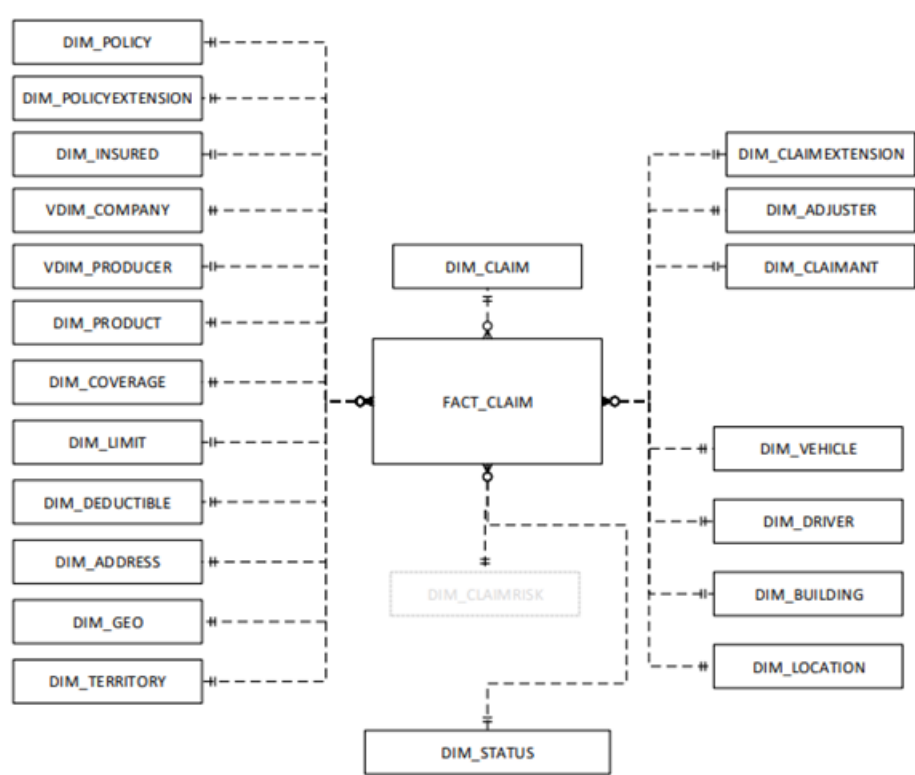 DIM_POLICY
DIM_POLICYEXTENSION
DIM_INSURED
VDIM_COMPANY
VDIM_PRODUCER
DIM_PRODUCT
DIM_COVERAGE
DIM_LIMIT
DIM_DEDUCTIBLE
DIM_ADDRESS
DIM_GEO
DIM_TERRITORY
DIM_CLAIM
FACT_CLAIM
DIM_CLAIMRISK
DIM_STATUS
DIM_CLAIMEXTENSION
DIM_ADJUSTER
DIM_CLAIMANT
DIM_VEHICLE
DIM_DRIVER
DIM_BUILDING
DIM_LOCATION